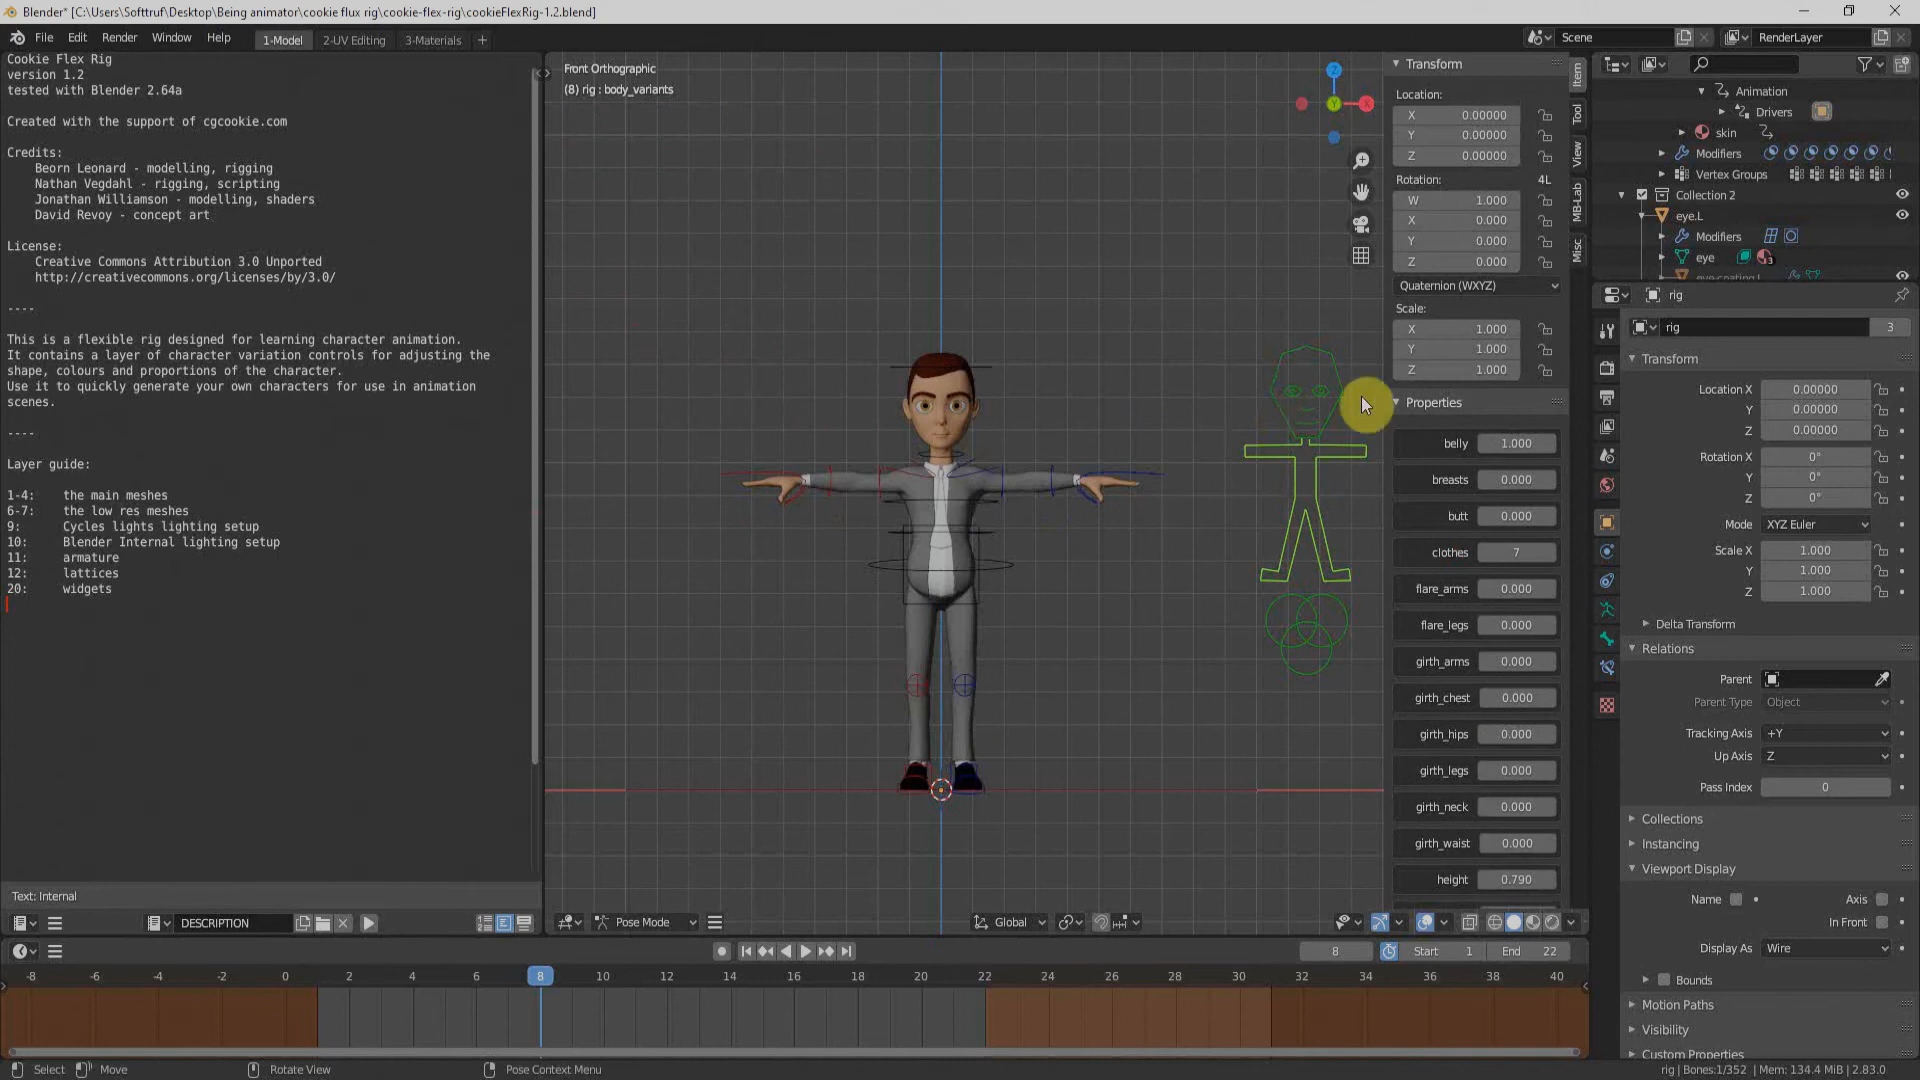 Blender* [C:\Users\Softtruf\Desktop\Being animator\cookie flux rig\cookie-flex-rig\cookieFlexRig-1.2.blend]
File Edit Render Window Help 1-Model 2-UV Editing 3-Materials + Scene RenderLayer
Cookie Flex Rig
version 1.2
tested with Blender 2.64a
Created with the support of cgcookie.com
Credits:
Beorn Leonard - modelling, rigging
Nathan Vegdahl - rigging, scripting
Jonathan Williamson - modelling, shaders
David Revoy - concept art
License:
Creative Commons Attribution 3.0 Unported
http://creativecommons.org/licenses/by/3.0/
----
This is a flexible rig designed for learning character animation.
It contains a layer of character variation controls for adjusting the
shape, colours and proportions of the character.
Use it to quickly generate your own characters for use in animation
scenes.
----
Layer guide:
1-4: the main meshes
6-7: the low res meshes
9: Cycles lights lighting setup
10: Blender Internal lighting setup
11: armature
12: lattices
20: widgets
Text: Internal
DESCRIPTION
Front Orthographic
(8) rig : body_variants
Z
Y
X
Transform
Location:
X 0.00000
Y 0.00000
Z 0.00000
Rotation: 4L
W 1.000
X 0.000
Y 0.000
Z 0.000
Quaternion (WXYZ)
Scale:
X 1.000
Y 1.000
Z 1.000
Properties
belly 1.000
breasts 0.000
butt 0.000
clothes 7
flare_arms 0.000
flare_legs 0.000
girth_arms 0.000
girth_chest 0.000
girth_hips 0.000
girth_legs 0.000
girth_neck 0.000
girth_waist 0.000
height 0.790
Item
Tool
View
MB-Lab
Misc
Pose Mode Global
Animation
Drivers
skin
Modifiers
Vertex Groups
Collection 2
eye.L
Modifiers
eye 3
eye-coating.L
rig
rig 3
Transform
Location X 0.00000
Y 0.00000
Z 0.00000
Rotation X 0°
Y 0°
Z 0°
Mode XYZ Euler
Scale X 1.000
Y 1.000
Z 1.000
Delta Transform
Relations
Parent
Parent Type Object
Tracking Axis +Y
Up Axis Z
Pass Index 0
Collections
Instancing
Viewport Display
Name Axis
In Front
Display As Wire
Bounds
Motion Paths
Visibility
Custom Properties
8 Start 1 End 22
-8 -6 -4 -2 0 2 4 6 8 10 12 14 16 18 20 22 24 26 28 30 32 34 36 38 40
Select Move Rotate View Pose Context Menu rig | Bones:1/352 | Mem: 134.4 MiB | 2.83.0